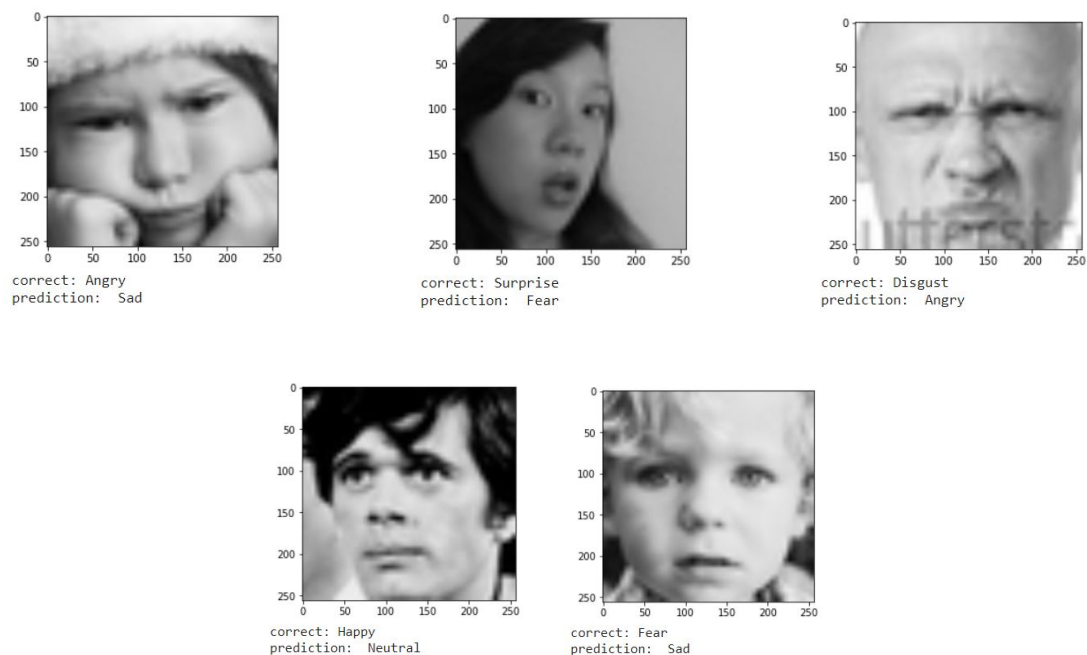 0
50
100
150
200
250
0 50 100 150 200 250
correct: Angry
prediction: Sad
0
50
100
150
200
250
0 50 100 150 200 250
correct: Surprise
prediction: Fear
0
50
100
150
200
250
0 50 100 150 200 250
correct: Disgust
prediction: Angry
0
50
100
150
200
250
0 50 100 150 200 250
correct: Happy
prediction: Neutral
0
50
100
150
200
250
0 50 100 150 200 250
correct: Fear
prediction: Sad